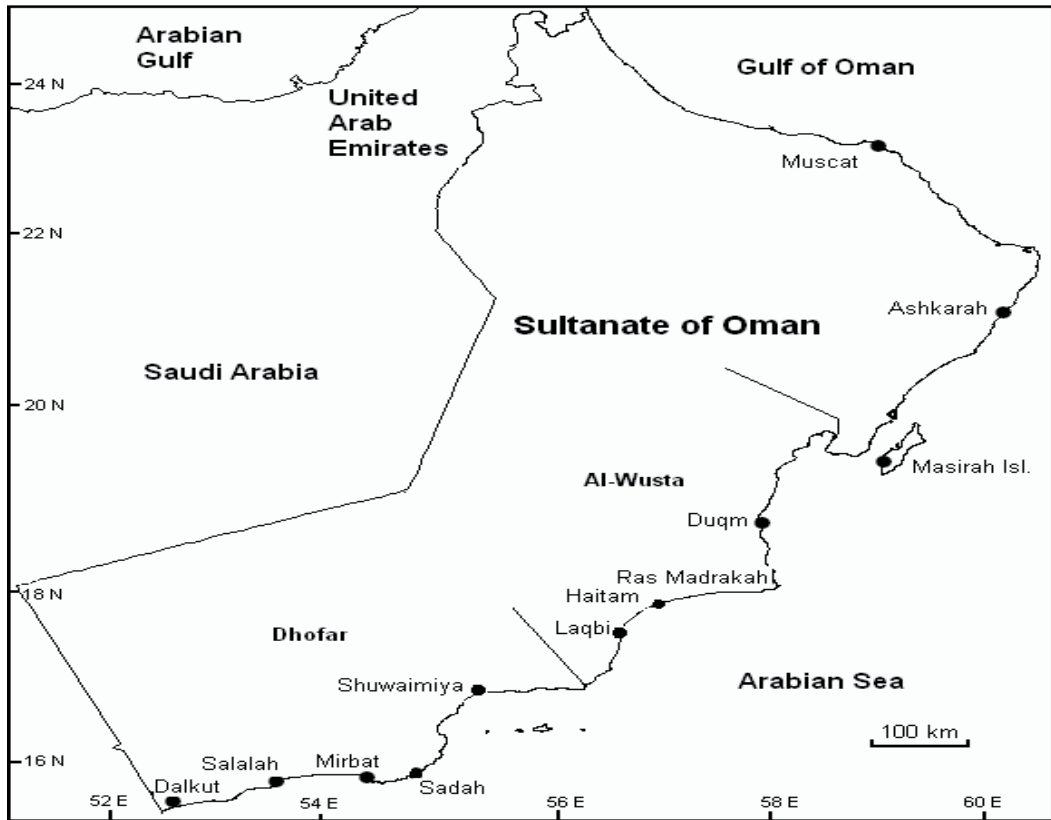 Arabian
Gulf
Gulf of Oman
24 N
United
Arab
Emirates
Muscat
22 N
Ashkarah
Sultanate of Oman
Saudi Arabia
20 N
Masirah Isl.
Al-Wusta
Duqm
Ras Madrakah
18 N
Haitam
Laqbi
Dhofar
Shuwaimiya
Arabian Sea
100 km
16 N
Salalah
Mirbat
Dalkut
Sadah
52 E
54 E
56 E
58 E
60 E